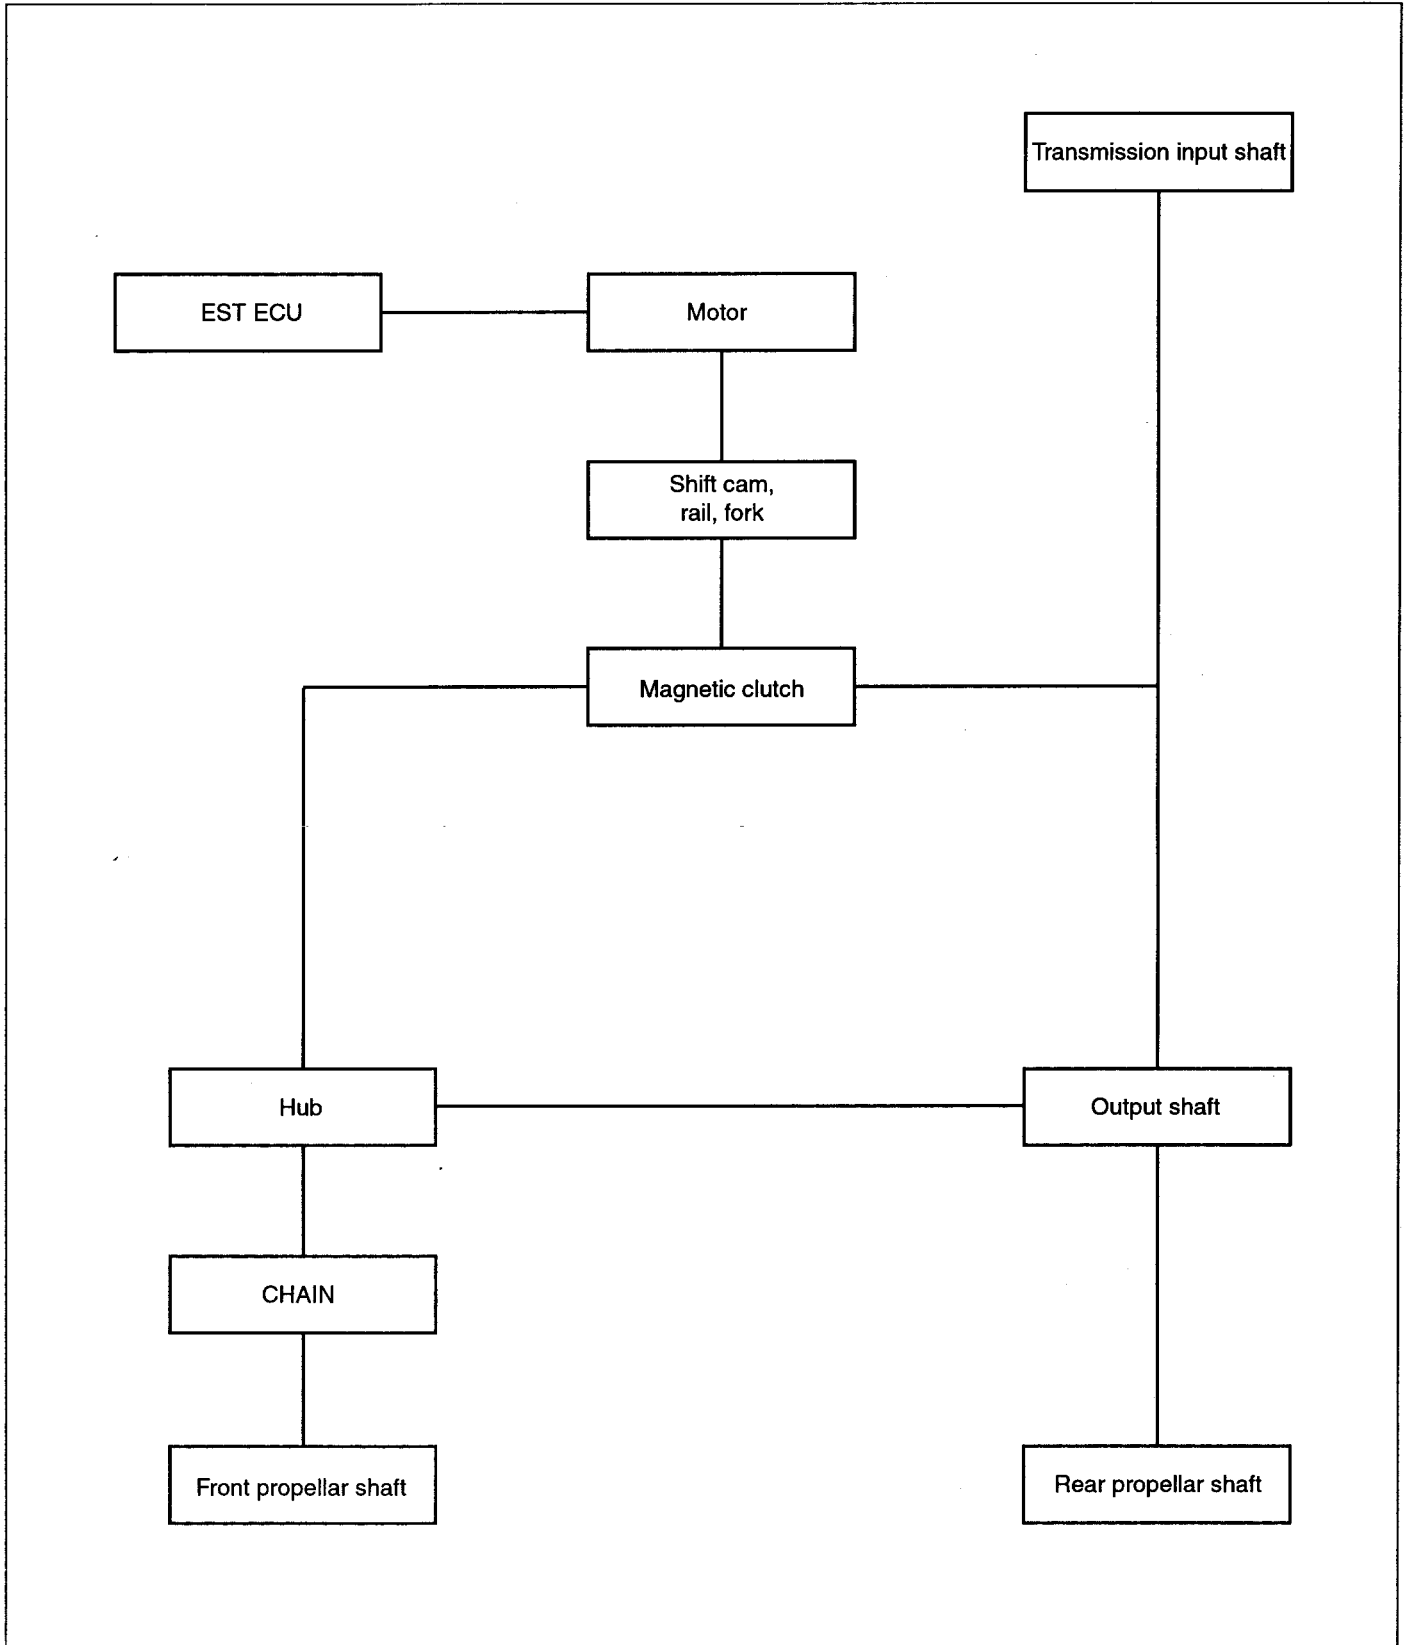 Transmission input shaft
EST ECU
Motor
Shift cam,
rail, fork
Magnetic clutch
Hub
Output shaft
CHAIN
Front propellar shaft
Rear propellar shaft